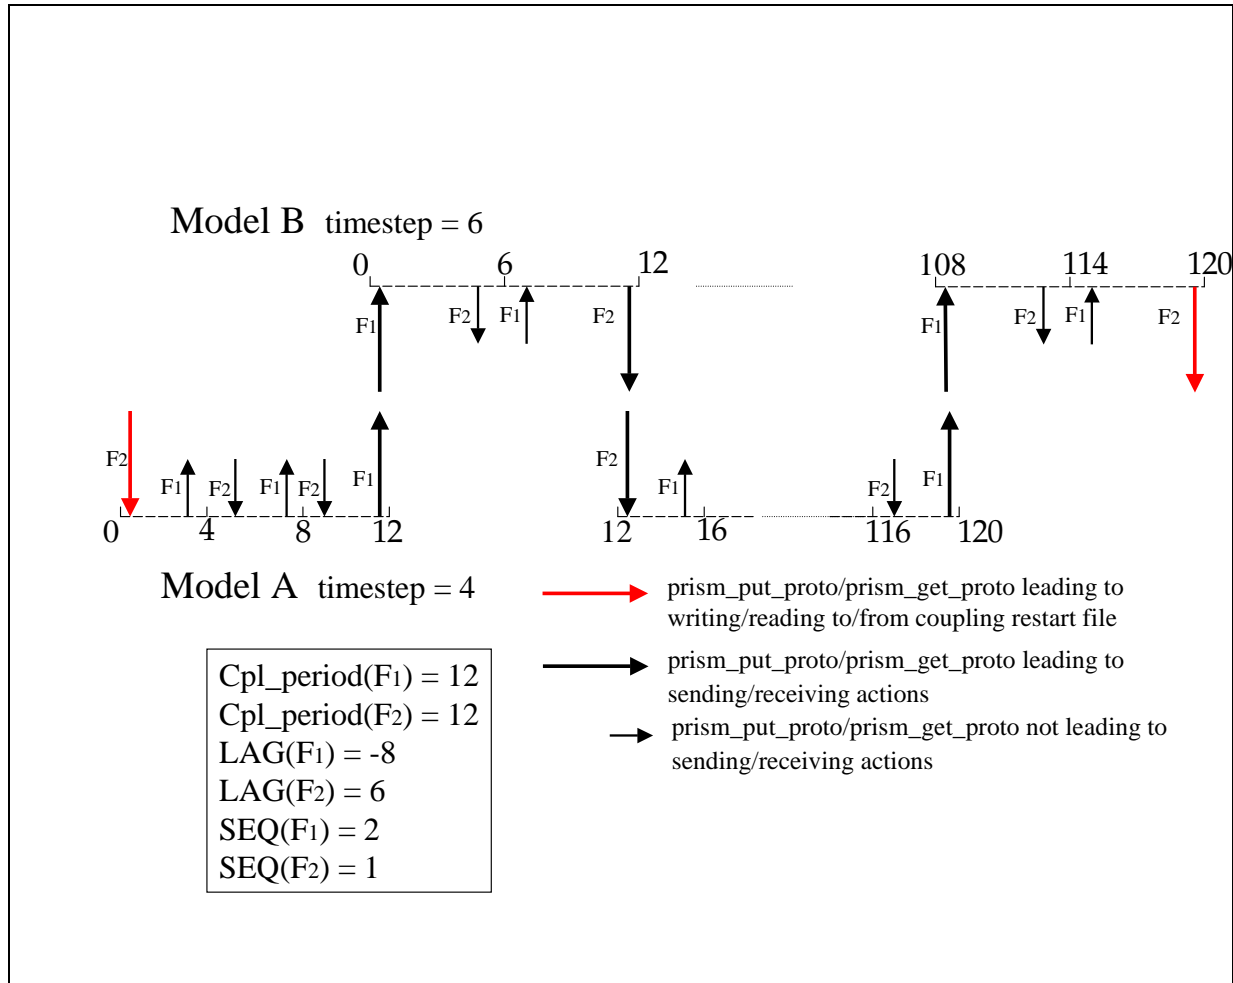 Model B timestep = 6
0 6 12 108 114 120
F1 F2 F1 F2 F1 F2 F1 F2
F2 F1 F2 F1 F2 F1 F2 F1 F2 F1
0 4 8 12 12 16 116 120
Model A timestep = 4
prism_put_proto/prism_get_proto leading to
writing/reading to/from coupling restart file
prism_put_proto/prism_get_proto leading to
sending/receiving actions
prism_put_proto/prism_get_proto not leading to
sending/receiving actions
Cpl_period(F1) = 12
Cpl_period(F2) = 12
LAG(F1) = -8
LAG(F2) = 6
SEQ(F1) = 2
SEQ(F2) = 1